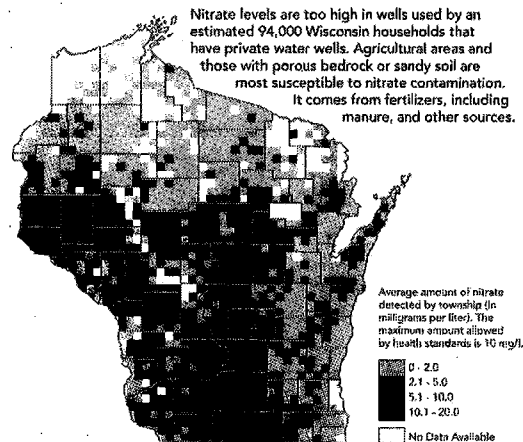 Nitrate levels are too high in wells used by an
estimated 94,000 Wisconsin households that
have private water wells. Agricultural areas and
those with porous bedrock or sandy soil are
most susceptible to nitrate contamination.
It comes from fertilizers, including
manure, and other sources.
Average amount of nitrate
detected by township (in
milligrams per liter). The
maximum amount allowed
by health standards is 10 mg/l.
0 - 2.0
2.1 - 5.0
5.1 - 10.0
10.1 - 20.0
No Data Available